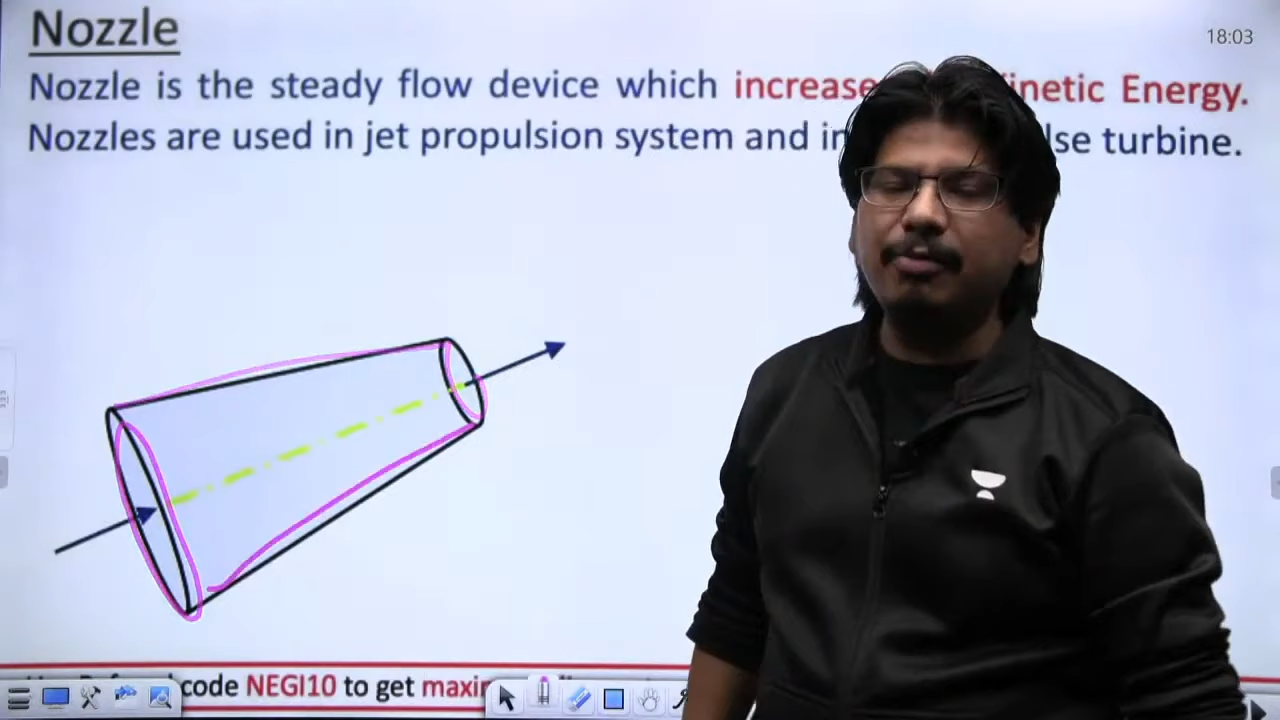 Nozzle
18:03
Nozzle is the steady flow device which increase inetic Energy.
Nozzles are used in jet propulsion system and in lse turbine.
code NEGI10 to get maxim